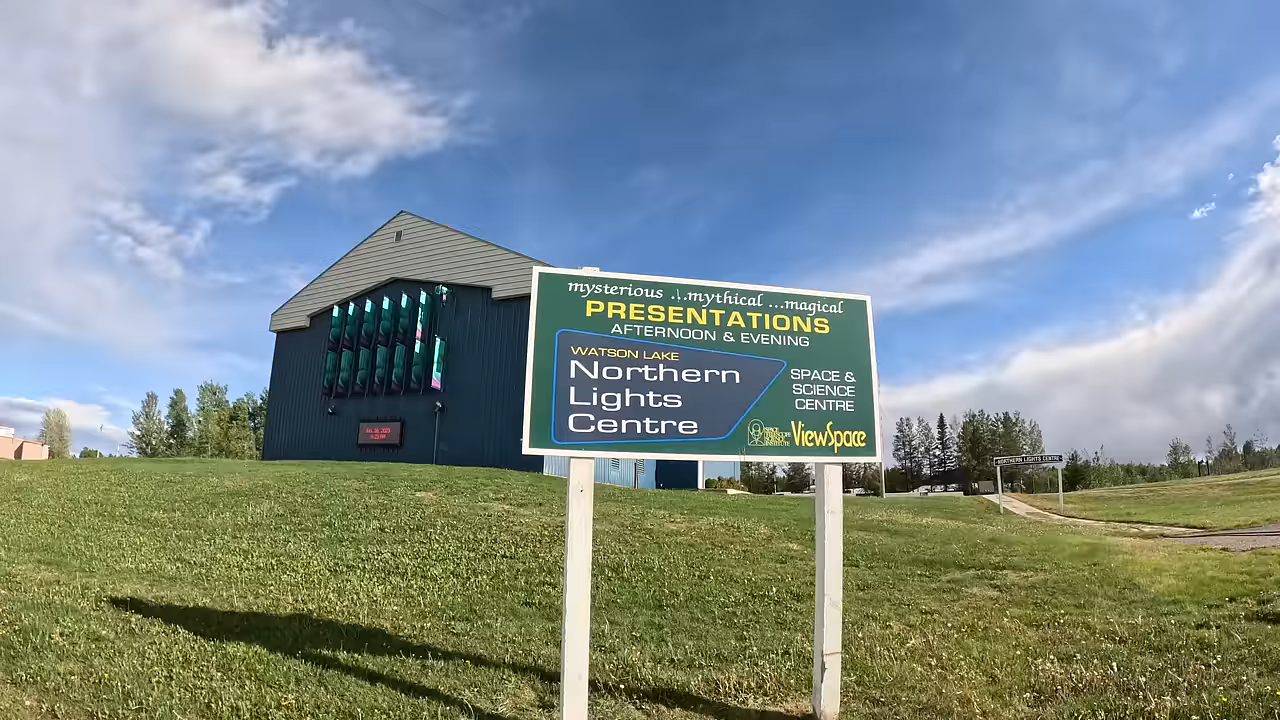 mysterious ...mythical ...magical
PRESENTATIONS
AFTERNOON & EVENING
WATSON LAKE
Northern
Lights
Centre
SPACE &
SCIENCE
CENTRE
ViewSpace
NORTHERN LIGHTS CENTRE